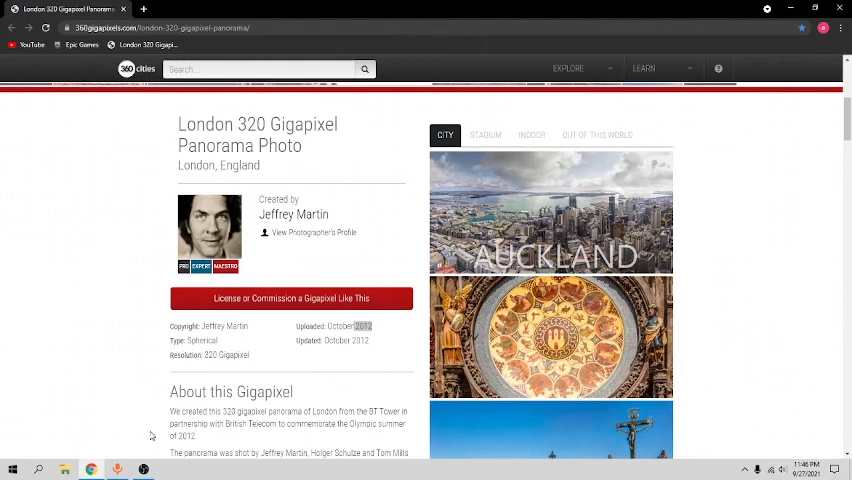 London 320 Gigapixel Panorama
360gigapixels.com/london-320-gigapixel-panorama/
YouTube
Epic Games
London 320 Gigapi...
360 cities
Search...
EXPLORE
LEARN
?
London 320 Gigapixel
Panorama Photo
London, England
Created by
Jeffrey Martin
View Photographer's Profile
PRO EXPERT MAESTRO
License or Commission a Gigapixel Like This
Copyright: Jeffrey Martin
Uploaded: October 2012
Type: Spherical
Updated: October 2012
Resolution: 320 Gigapixel
About this Gigapixel
We created this 320 gigapixel panorama of London from the BT Tower in
partnership with British Telecom to commemorate the Olympic summer
of 2012.
The panorama was shot by Jeffrey Martin, Holger Schulze and Tom Mills
CITY STADIUM INDOOR OUT OF THIS WORLD
AUCKLAND
11:46 PM
9/27/2021